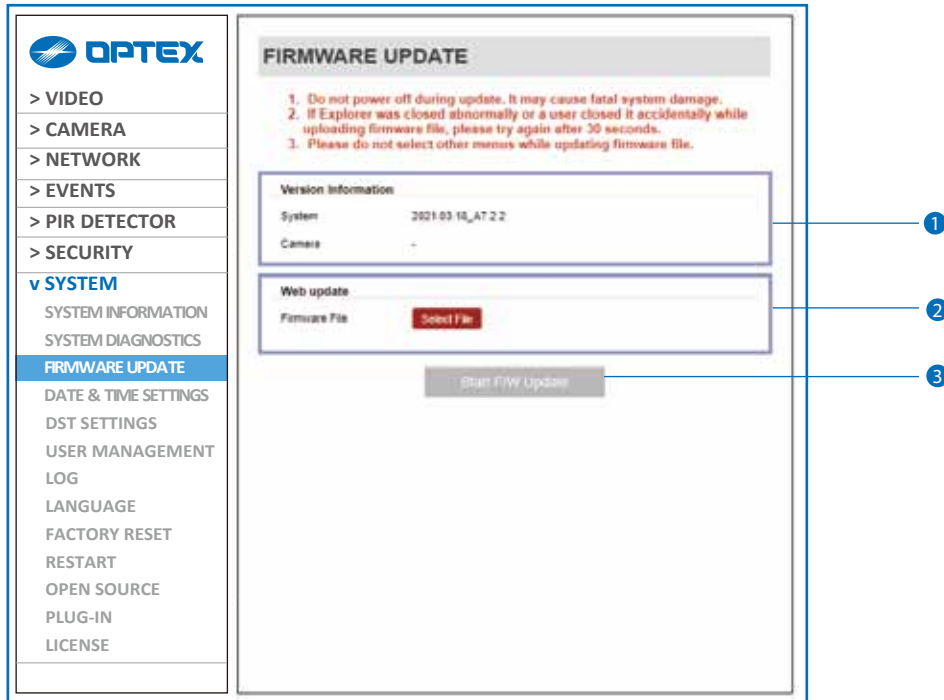 OPTEX
> VIDEO
> CAMERA
> NETWORK
> EVENTS
> PIR DETECTOR
> SECURITY
v SYSTEM
SYSTEM INFORMATION
SYSTEM DIAGNOSTICS
FIRMWARE UPDATE
DATE & TIME SETTINGS
DST SETTINGS
USER MANAGEMENT
LOG
LANGUAGE
FACTORY RESET
RESTART
OPEN SOURCE
PLUG-IN
LICENSE
FIRMWARE UPDATE
1. Do not power off during update. It may cause fatal system damage.
2. If Explorer was closed abnormally or a user closed it accidentally while
uploading firmware file, please try again after 30 seconds.
3. Please do not select other menus while updating firmware file.
Version Information
System 2021.03.18_AT.2.2
Camera -
1
Web update
Firmware File Select File
2
Start F/W Update
3